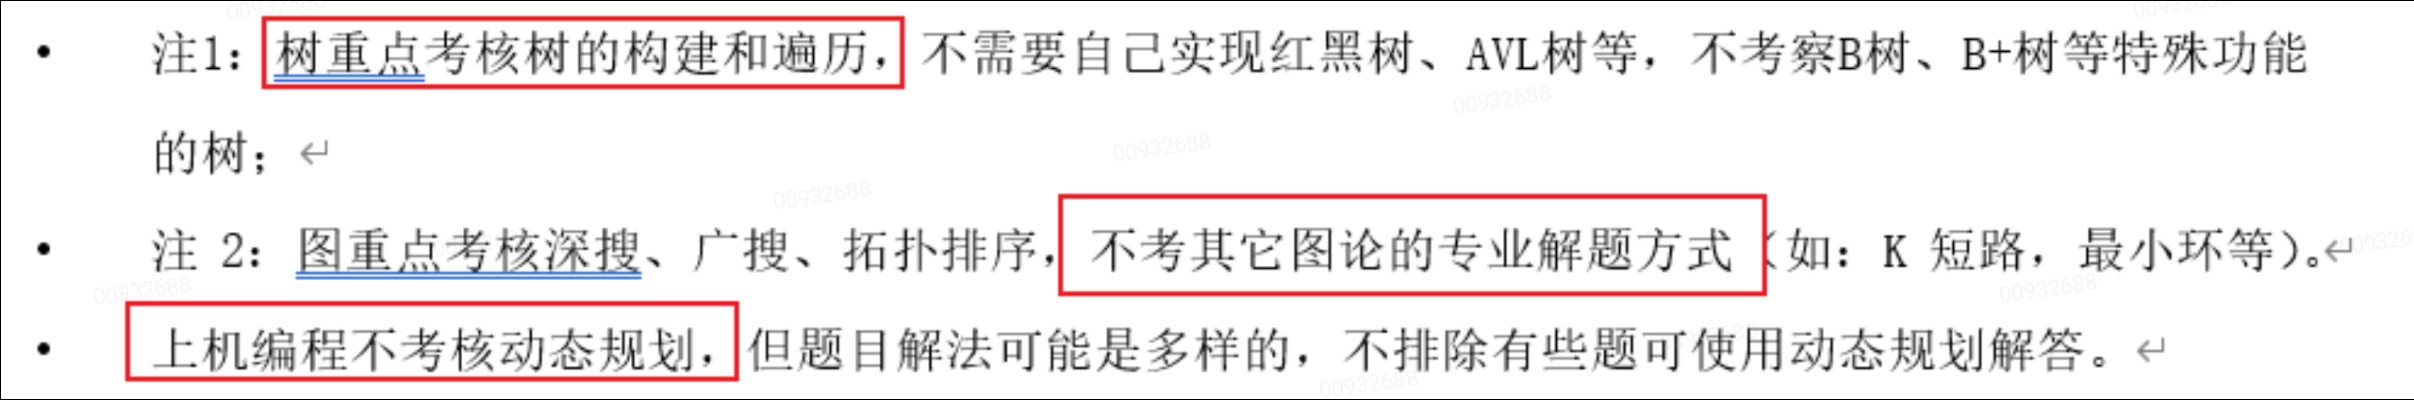 • 注1：树重点考核树的构建和遍历，不需要自己实现红黑树、AVL树等，不考察B树、B+树等特殊功能
的树；↵
• 注 2：图重点考核深搜、广搜、拓扑排序，不考其它图论的专业解题方式（如：K 短路，最小环等）。↵
• 上机编程不考核动态规划，但题目解法可能是多样的，不排除有些题可使用动态规划解答。↵
00932688
00932688
00932688
00932688
00932688
00932688
00932688